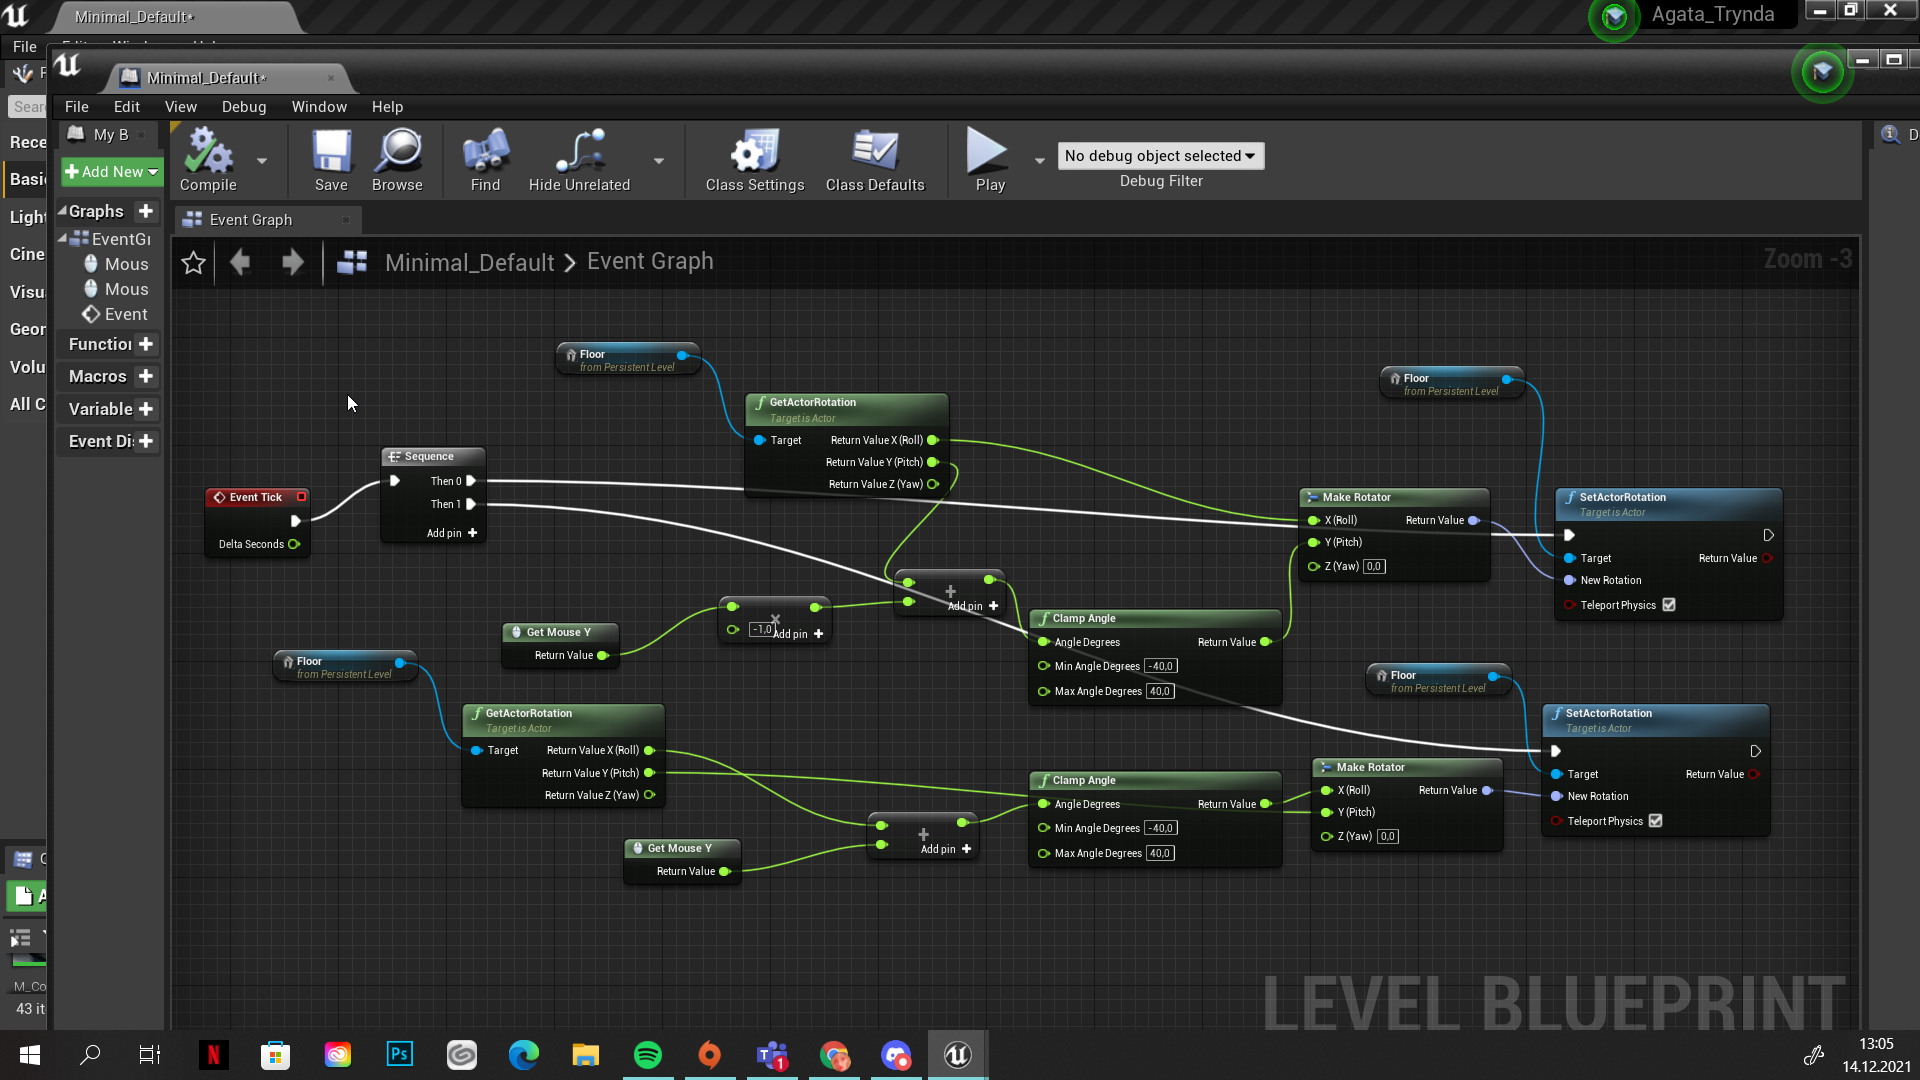 Minimal_Default*
Agata_Trynda
File
Minimal_Default*
File Edit View Debug Window Help
Sear
Rece
Basic
Light
Cine
Visu
Geon
Volu
All C
My B
Add New
Graphs
EventGr
Mous
Mous
Event
Function
Macros
Variable
Event Di
Compile
Save
Browse
Find
Hide Unrelated
Class Settings
Class Defaults
Play
No debug object selected
Debug Filter
D
Event Graph
Minimal_Default > Event Graph
Zoom -3
Floor
from Persistent Level
GetActorRotation
Target is Actor
Target
Return Value X (Roll)
Return Value Y (Pitch)
Return Value Z (Yaw)
Floor
from Persistent Level
Sequence
Then 0
Then 1
Add pin +
Event Tick
Delta Seconds
Make Rotator
X (Roll) Return Value
Y (Pitch)
Z (Yaw) 0,0
SetActorRotation
Target is Actor
Target Return Value
New Rotation
Teleport Physics
+
Add pin +
×
-1,0 Add pin +
Get Mouse Y
Return Value
Clamp Angle
Angle Degrees Return Value
Min Angle Degrees -40,0
Max Angle Degrees 40,0
Floor
from Persistent Level
Floor
from Persistent Level
GetActorRotation
Target is Actor
Target
Return Value X (Roll)
Return Value Y (Pitch)
Return Value Z (Yaw)
SetActorRotation
Target is Actor
Target Return Value
New Rotation
Teleport Physics
Clamp Angle
Angle Degrees Return Value
Min Angle Degrees -40,0
Max Angle Degrees 40,0
Make Rotator
X (Roll) Return Value
Y (Pitch)
Z (Yaw) 0,0
+
Add pin +
Get Mouse Y
Return Value
M_Co
43 it
LEVEL BLUEPRINT
N
Ps
1
13:05
14.12.2021